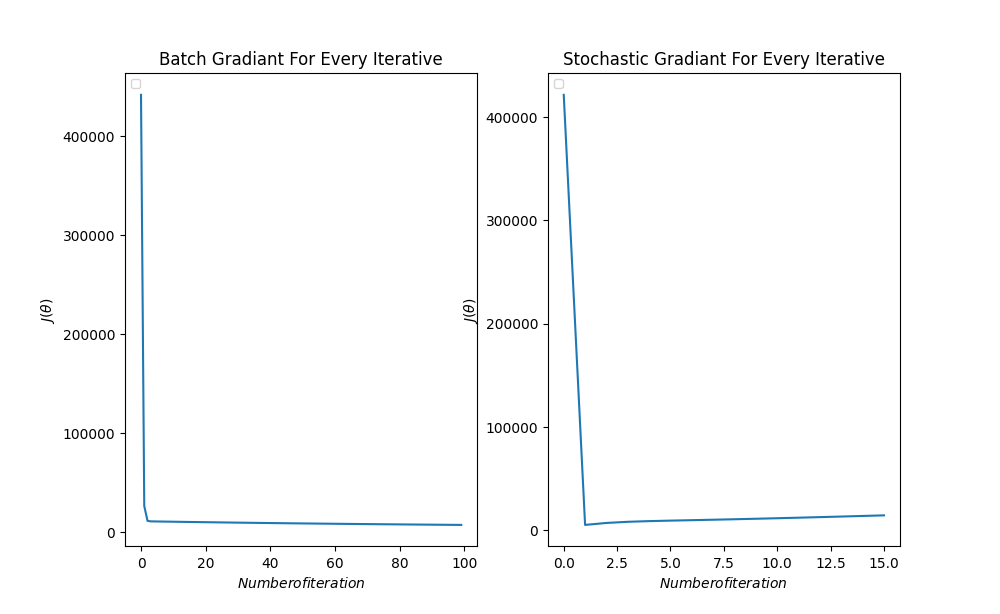 Batch Gradiant For Every Iterative
400000
300000
200000
100000
0
J(θ)
0 20 40 60 80 100
Numberofiteration
Stochastic Gradiant For Every Iterative
400000
300000
200000
100000
0
J(θ)
0.0 2.5 5.0 7.5 10.0 12.5 15.0
Numberofiteration